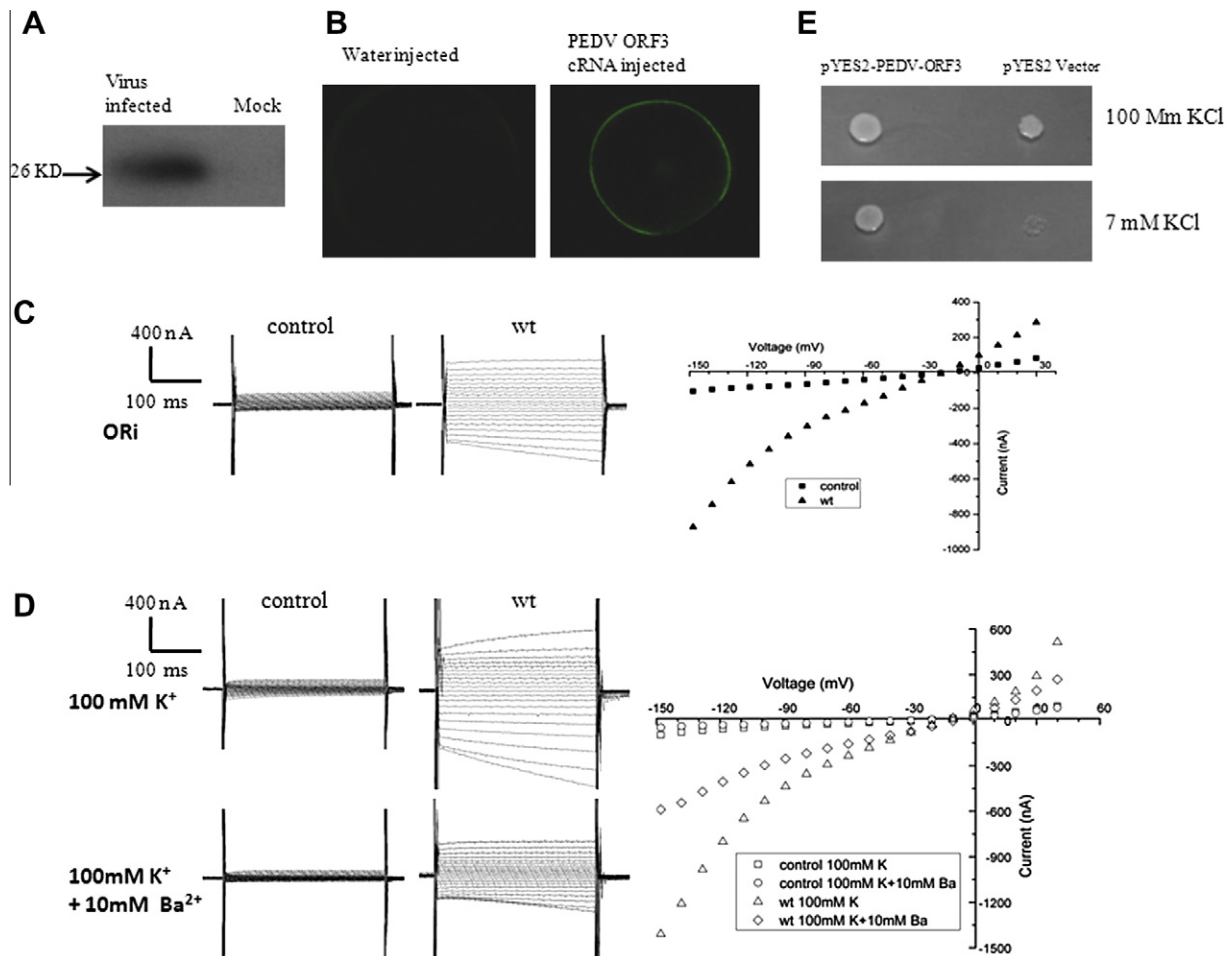 A
Virus
infected
Mock
26 KD
B
Waterinjected
PEDV ORF3
cRNA injected
E
pYES2-PEDV-ORF3
pYES2 Vector
100 Mm KCl
7 mM KCl
C
400 nA
100 ms
ORi
control
wt
Voltage (mV)
-150
-120
-90
-60
-30
0
30
400
200
0
-200
-400
-600
-800
-1000
Current (nA)
control
wt
D
400 nA
100 ms
control
wt
100 mM K⁺
100mM K⁺
+ 10mM Ba²⁺
Voltage (mV)
-150
-120
-90
-60
-30
0
30
60
600
300
0
-300
-600
-900
-1200
-1500
Current (nA)
control 100mM K
control 100mM K+10mM Ba
wt 100mM K
wt 100mM K+10mM Ba